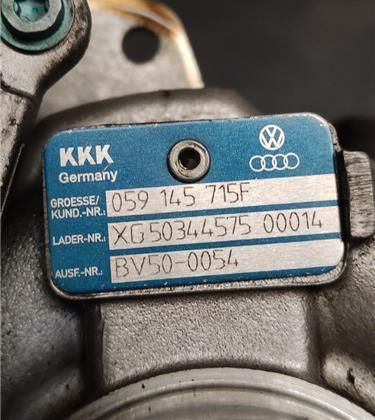 KKK
Germany
GROESSE/
KUND.-NR.: 059 145 715F
LADER-NR.: XG50344575 00014
AUSF.-NR.: BV50-0054